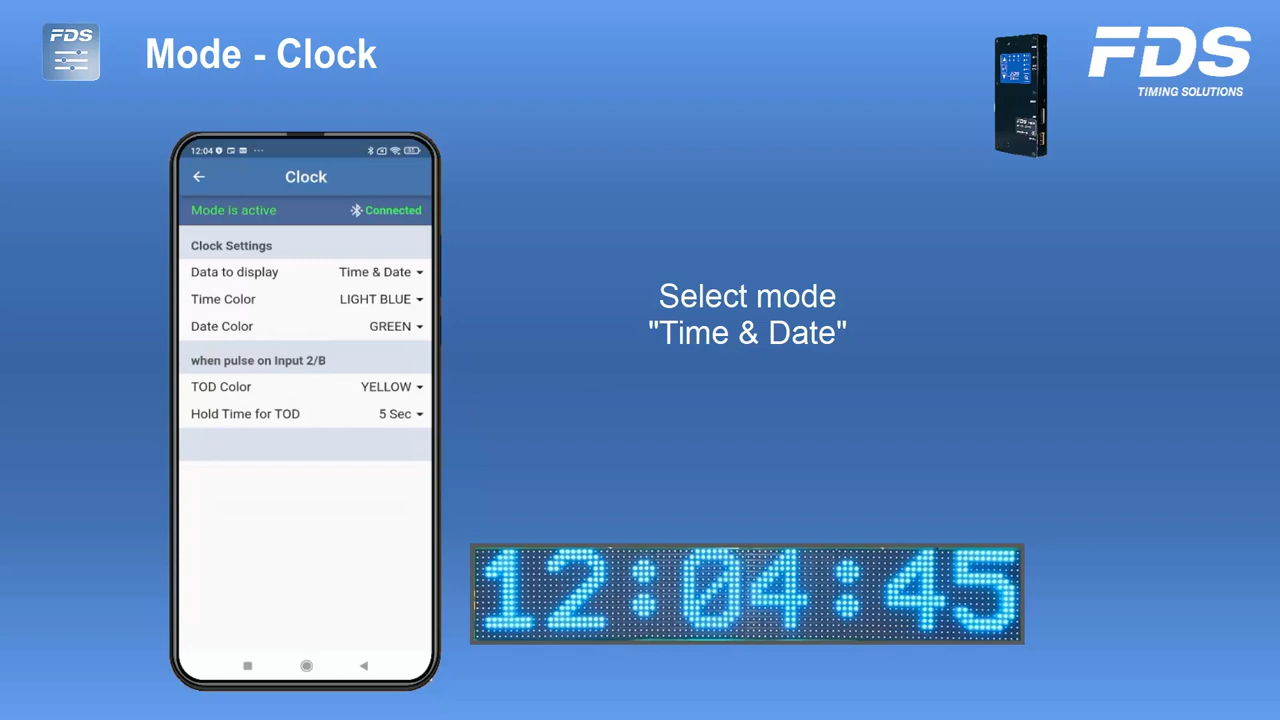 FDS
Mode - Clock
FDS
TIMING SOLUTIONS
12:04
Clock
Mode is active
Connected
Clock Settings
Data to display
Time & Date
Time Color
LIGHT BLUE
Date Color
GREEN
when pulse on Input 2/B
TOD Color
YELLOW
Hold Time for TOD
5 Sec
Select mode
"Time & Date"
12:04:45